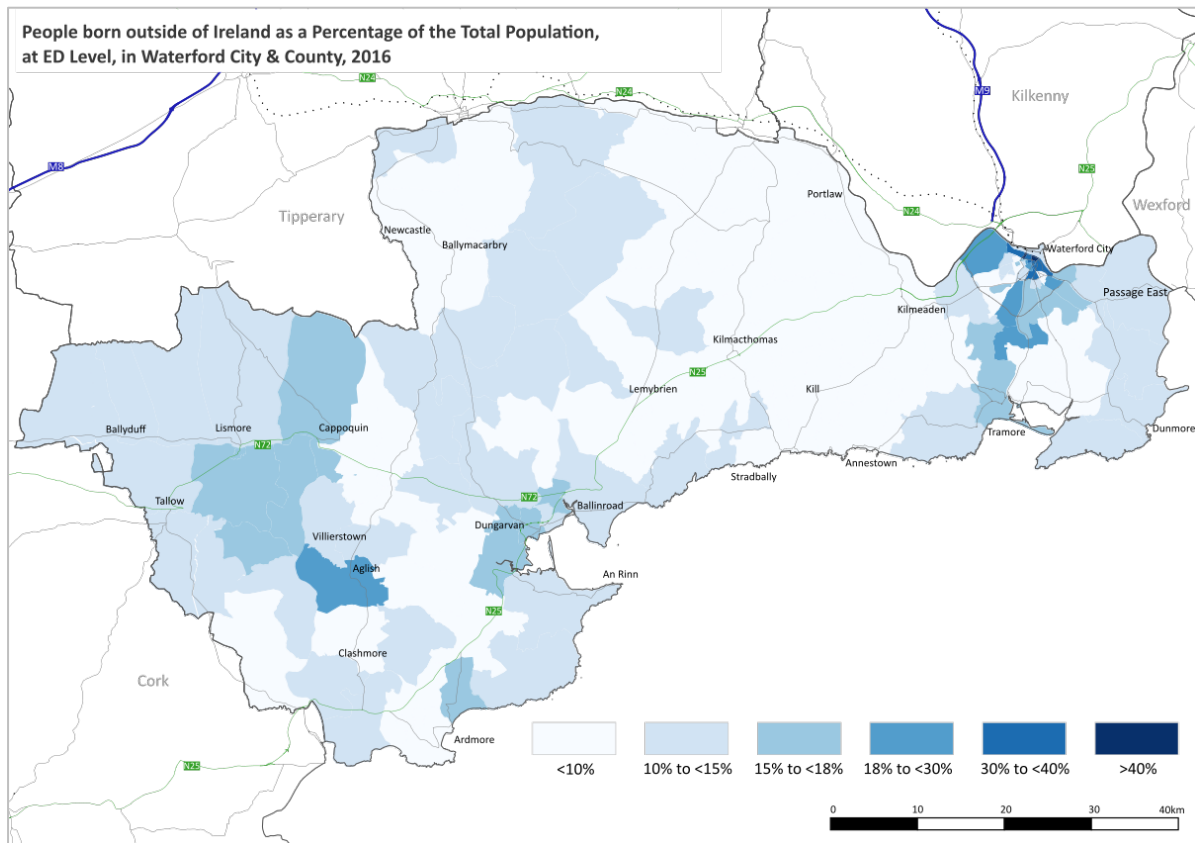 People born outside of Ireland as a Percentage of the Total Population,
at ED Level, in Waterford City & County, 2016
N24
N24
M9
Kilkenny
M8
N25
Tipperary
Portlaw
Wexford
N24
Newcastle
Ballymacarbry
Waterford City
Passage East
Kilmeaden
Kilmacthomas
N25
Lemybrien
Kill
Ballyduff
Lismore
Cappoquin
N72
Tramore
Dunmore
Annestown
Stradbally
Tallow
N72
Ballinroad
Dungarvan
Villierstown
Aglish
An Rinn
N25
Clashmore
Cork
Ardmore
N25
<10%
10% to <15%
15% to <18%
18% to <30%
30% to <40%
>40%
0 10 20 30 40km